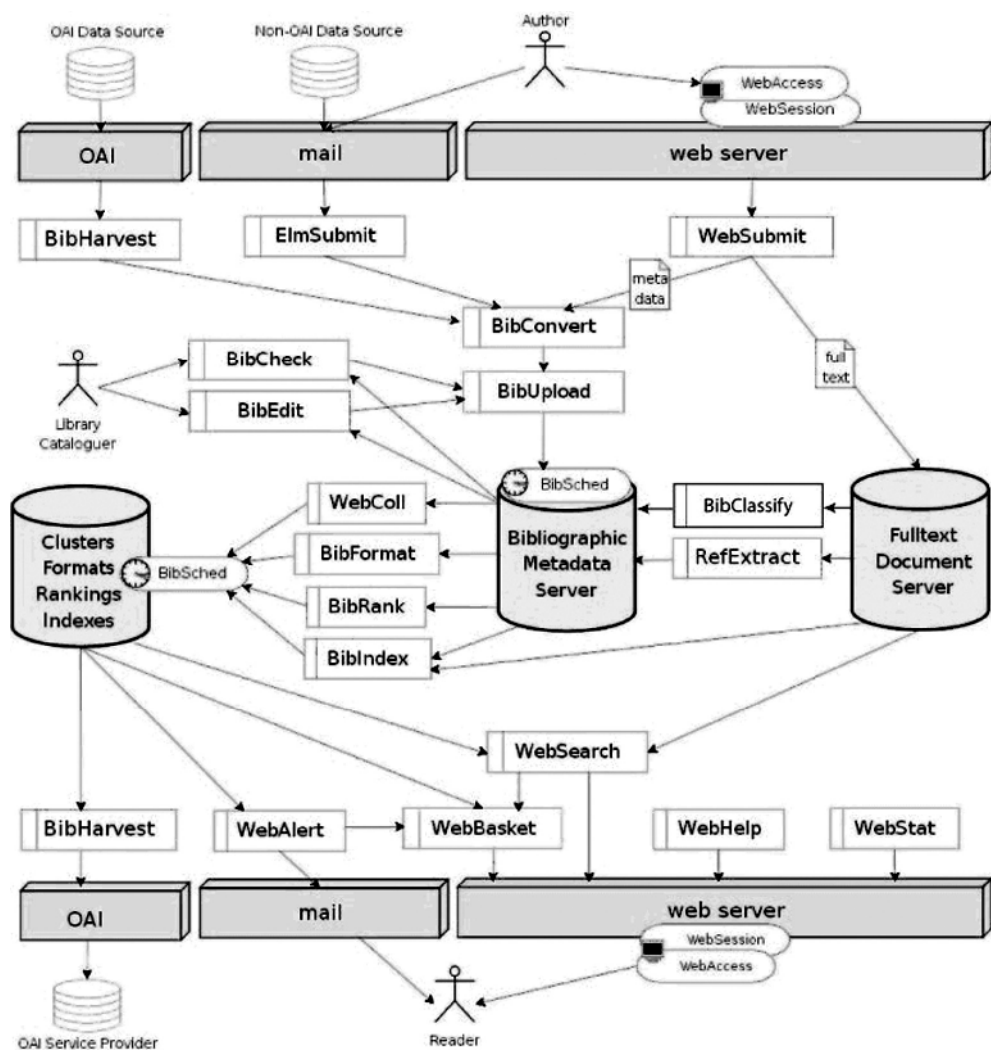 OAI Data Source
Non-OAI Data Source
Author
WebAccess
WebSession
OAI
mail
web server
BibHarvest
ElmSubmit
WebSubmit
meta
data
BibConvert
full
text
BibCheck
BibUpload
BibEdit
Library
Cataloguer
BibSched
WebColl
BibClassify
Clusters
Formats
Rankings
Indexes
BibSched
BibFormat
Bibliographic
Metadata
Server
RefExtract
Fulltext
Document
Server
BibRank
BibIndex
WebSearch
BibHarvest
WebAlert
WebBasket
WebHelp
WebStat
OAI
mail
web server
WebSession
WebAccess
OAI Service Provider
Reader